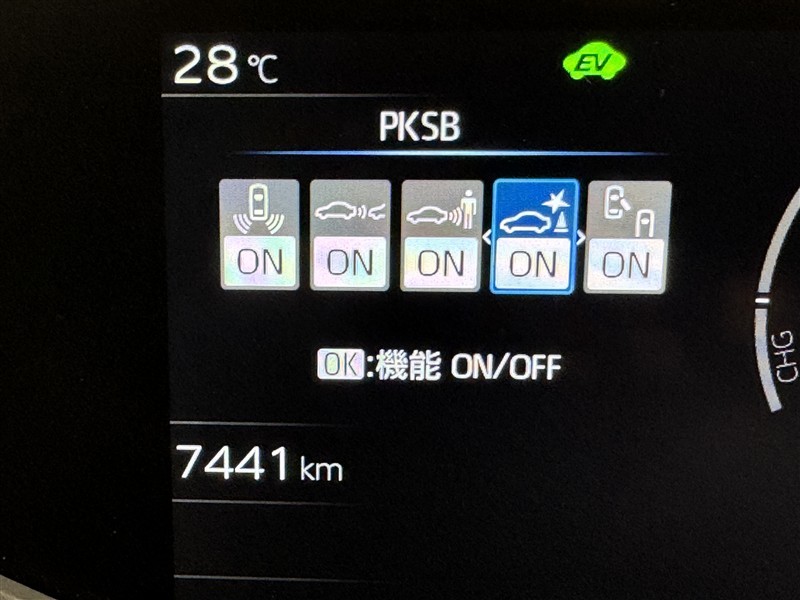 28℃
EV
PKSB
ON ON ON ON ON
OK:機能 ON/OFF
CHG
7441km